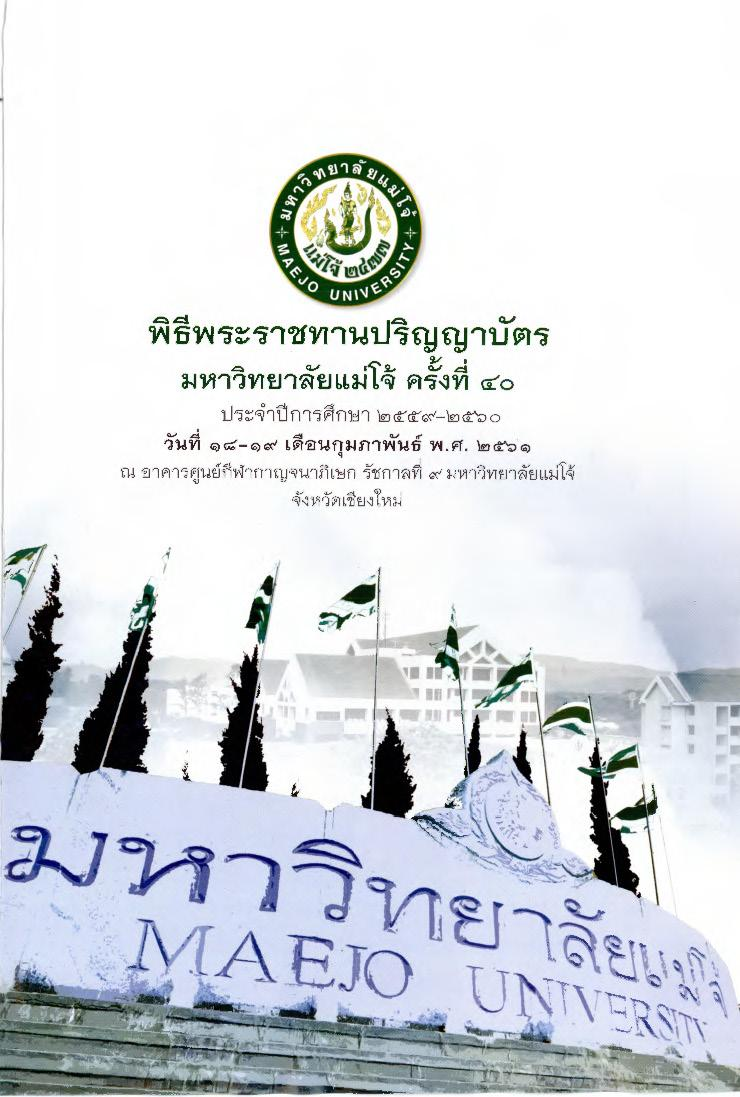 มหาวิทยาลัยแม่โจ้
แม่โจ้ ๒๔๗๗
MAEJO UNIVERSITY
พิธีพระราชทานปริญญาบัตร
มหาวิทยาลัยแม่โจ้ ครั้งที่ ๔๐
ประจำปีการศึกษา ๒๕๕๙-๒๕๖๐
วันที่ ๑๘-๑๙ เดือนกุมภาพันธ์ พ.ศ. ๒๕๖๑
ณ อาคารศูนย์กีฬากาญจนาภิเษก รัชกาลที่ ๙ มหาวิทยาลัยแม่โจ้
จังหวัดเชียงใหม่
มหาวิทยาลัยแม่โจ้
MAEJO UNIVERSITY